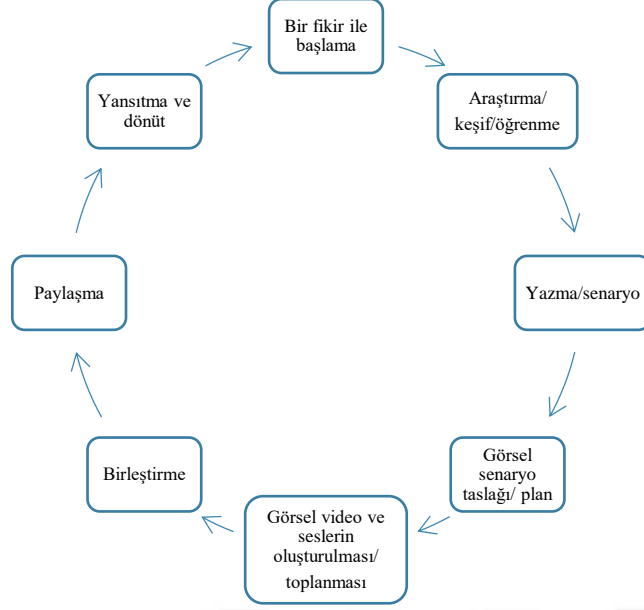 Bir fikir ile
başlama
Araştırma/
keşif/öğrenme
Yazma/senaryo
Görsel
senaryo
taslağı/ plan
Görsel video ve
seslerin
oluşturulması/
toplanması
Birleştirme
Paylaşma
Yansıtma ve
dönüt